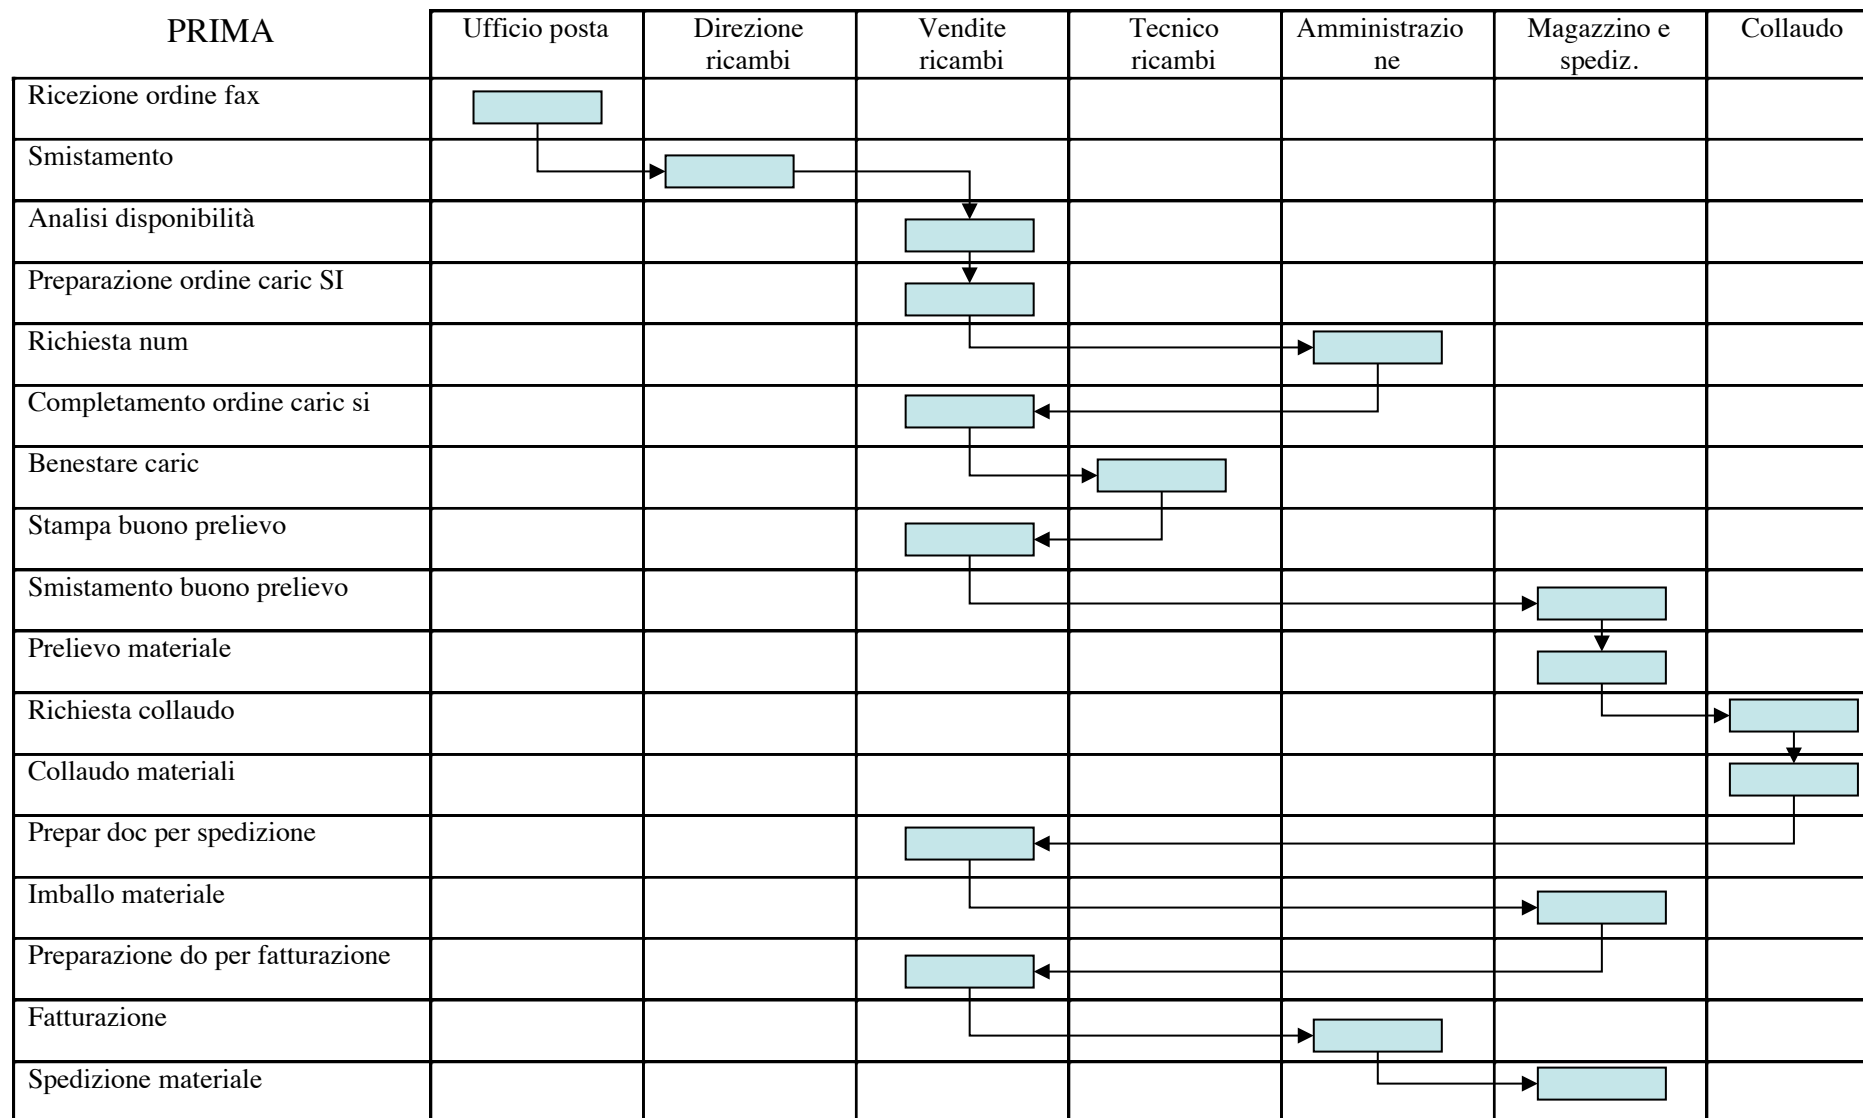 PRIMA
Ufficio posta
Direzione
ricambi
Vendite
ricambi
Tecnico
ricambi
Amministrazio
ne
Magazzino e
spediz.
Collaudo
Ricezione ordine fax
Smistamento
Analisi disponibilità
Preparazione ordine caric SI
Richiesta num
Completamento ordine caric si
Benestare caric
Stampa buono prelievo
Smistamento buono prelievo
Prelievo materiale
Richiesta collaudo
Collaudo materiali
Prepar doc per spedizione
Imballo materiale
Preparazione do per fatturazione
Fatturazione
Spedizione materiale